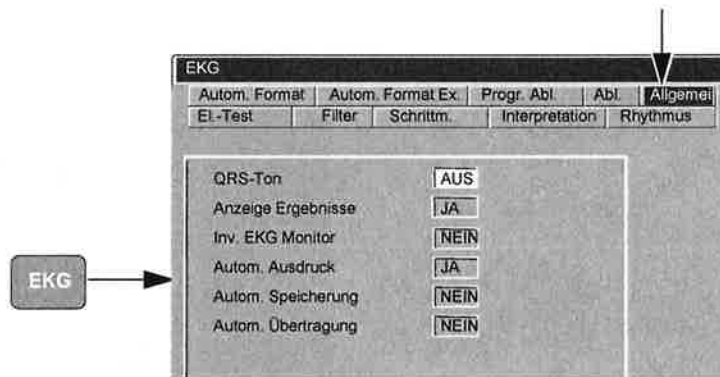 EKG
Autom. Format Autom. Format Ex. Progr. Abl. Abl. Allgemei
El.-Test Filter Schrittm. Interpretation Rhythmus
QRS-Ton AUS
Anzeige Ergebnisse JA
Inv. EKG Monitor NEIN
Autom. Ausdruck JA
EKG
Autom. Speicherung NEIN
Autom. Übertragung NEIN